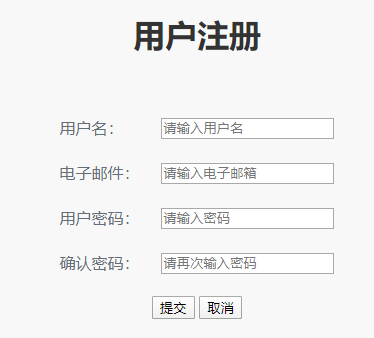 用户注册
用户名： 请输入用户名
电子邮件： 请输入电子邮箱
用户密码： 请输入密码
确认密码： 请再次输入密码
提交 取消